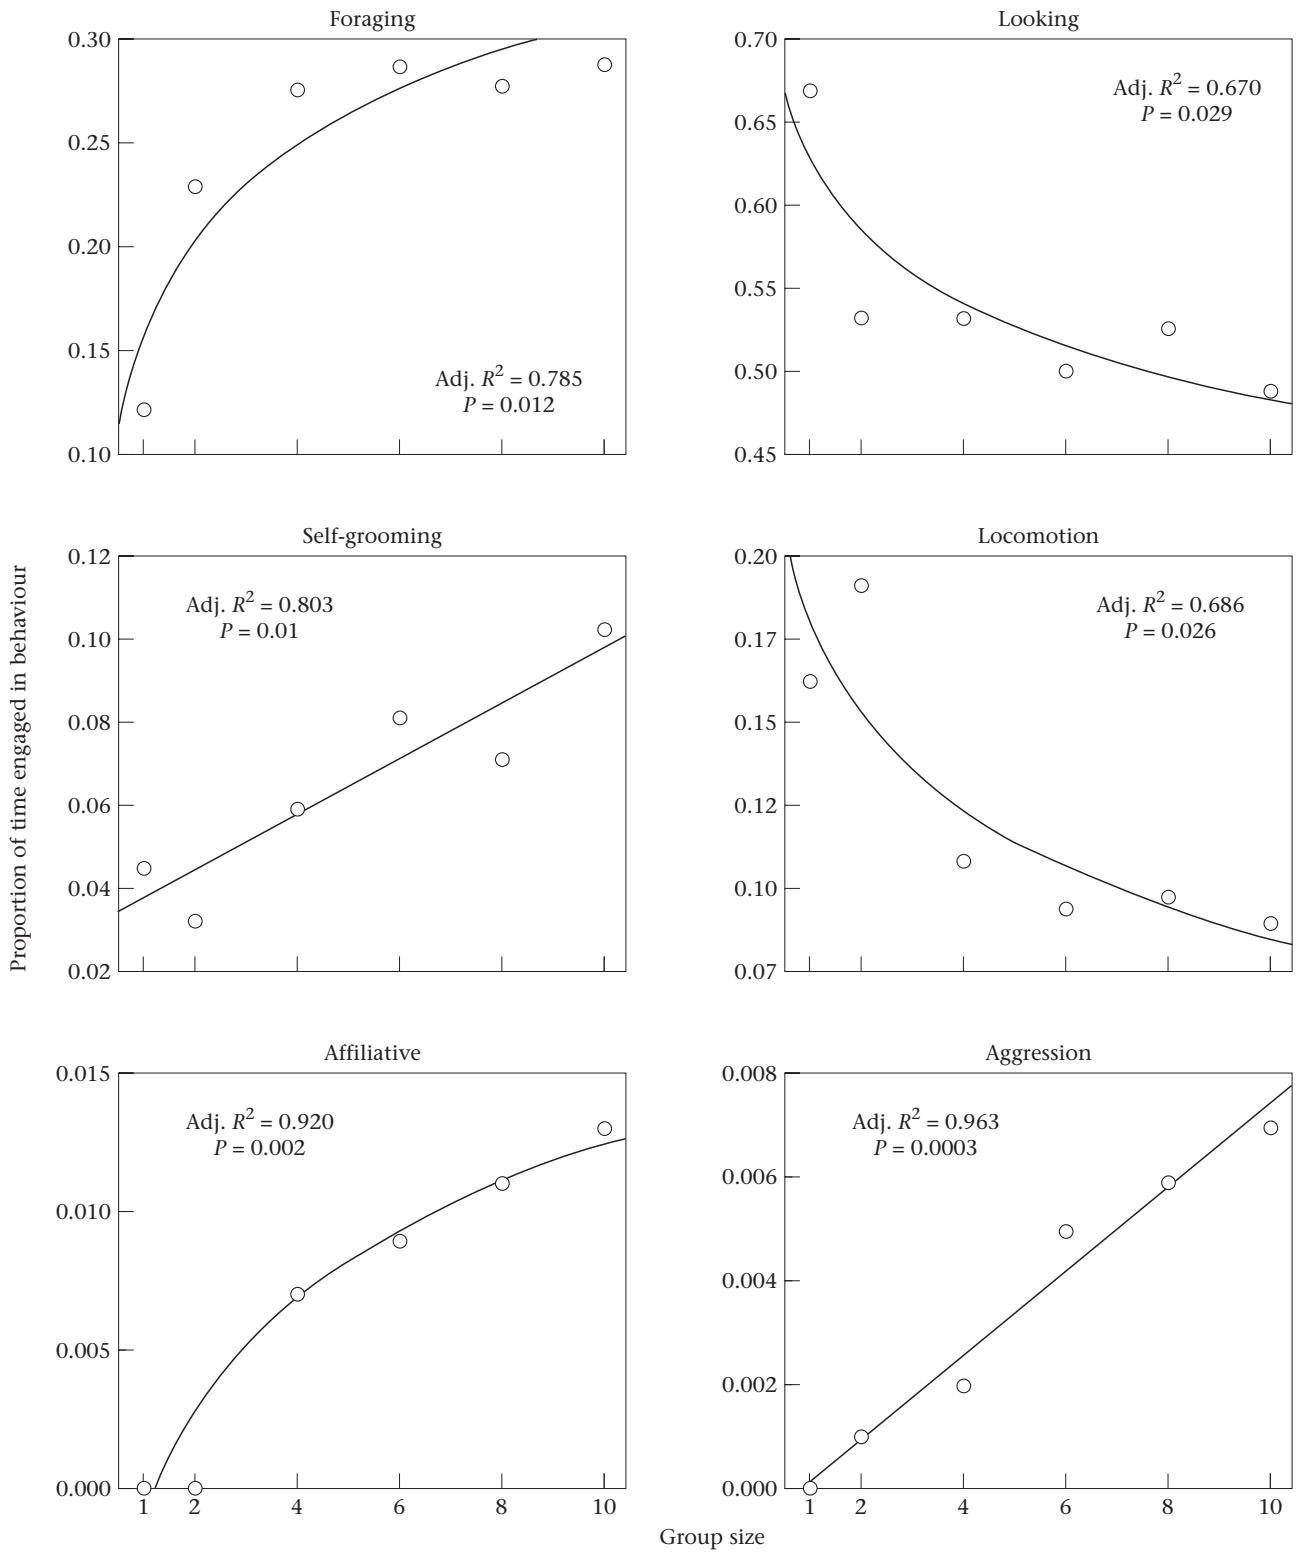 Foraging
0.30
0.25
0.20
0.15
0.10
Adj. R² = 0.785
P = 0.012
Looking
0.70
0.65
0.60
0.55
0.50
0.45
Adj. R² = 0.670
P = 0.029
Proportion of time engaged in behaviour
Self-grooming
0.12
0.10
0.08
0.06
0.04
0.02
Adj. R² = 0.803
P = 0.01
Locomotion
0.20
0.17
0.15
0.12
0.10
0.07
Adj. R² = 0.686
P = 0.026
Affiliative
0.015
0.010
0.005
0.000
Adj. R² = 0.920
P = 0.002
1 2 4 6 8 10
Aggression
0.008
0.006
0.004
0.002
0.000
Adj. R² = 0.963
P = 0.0003
1 2 4 6 8 10
Group size